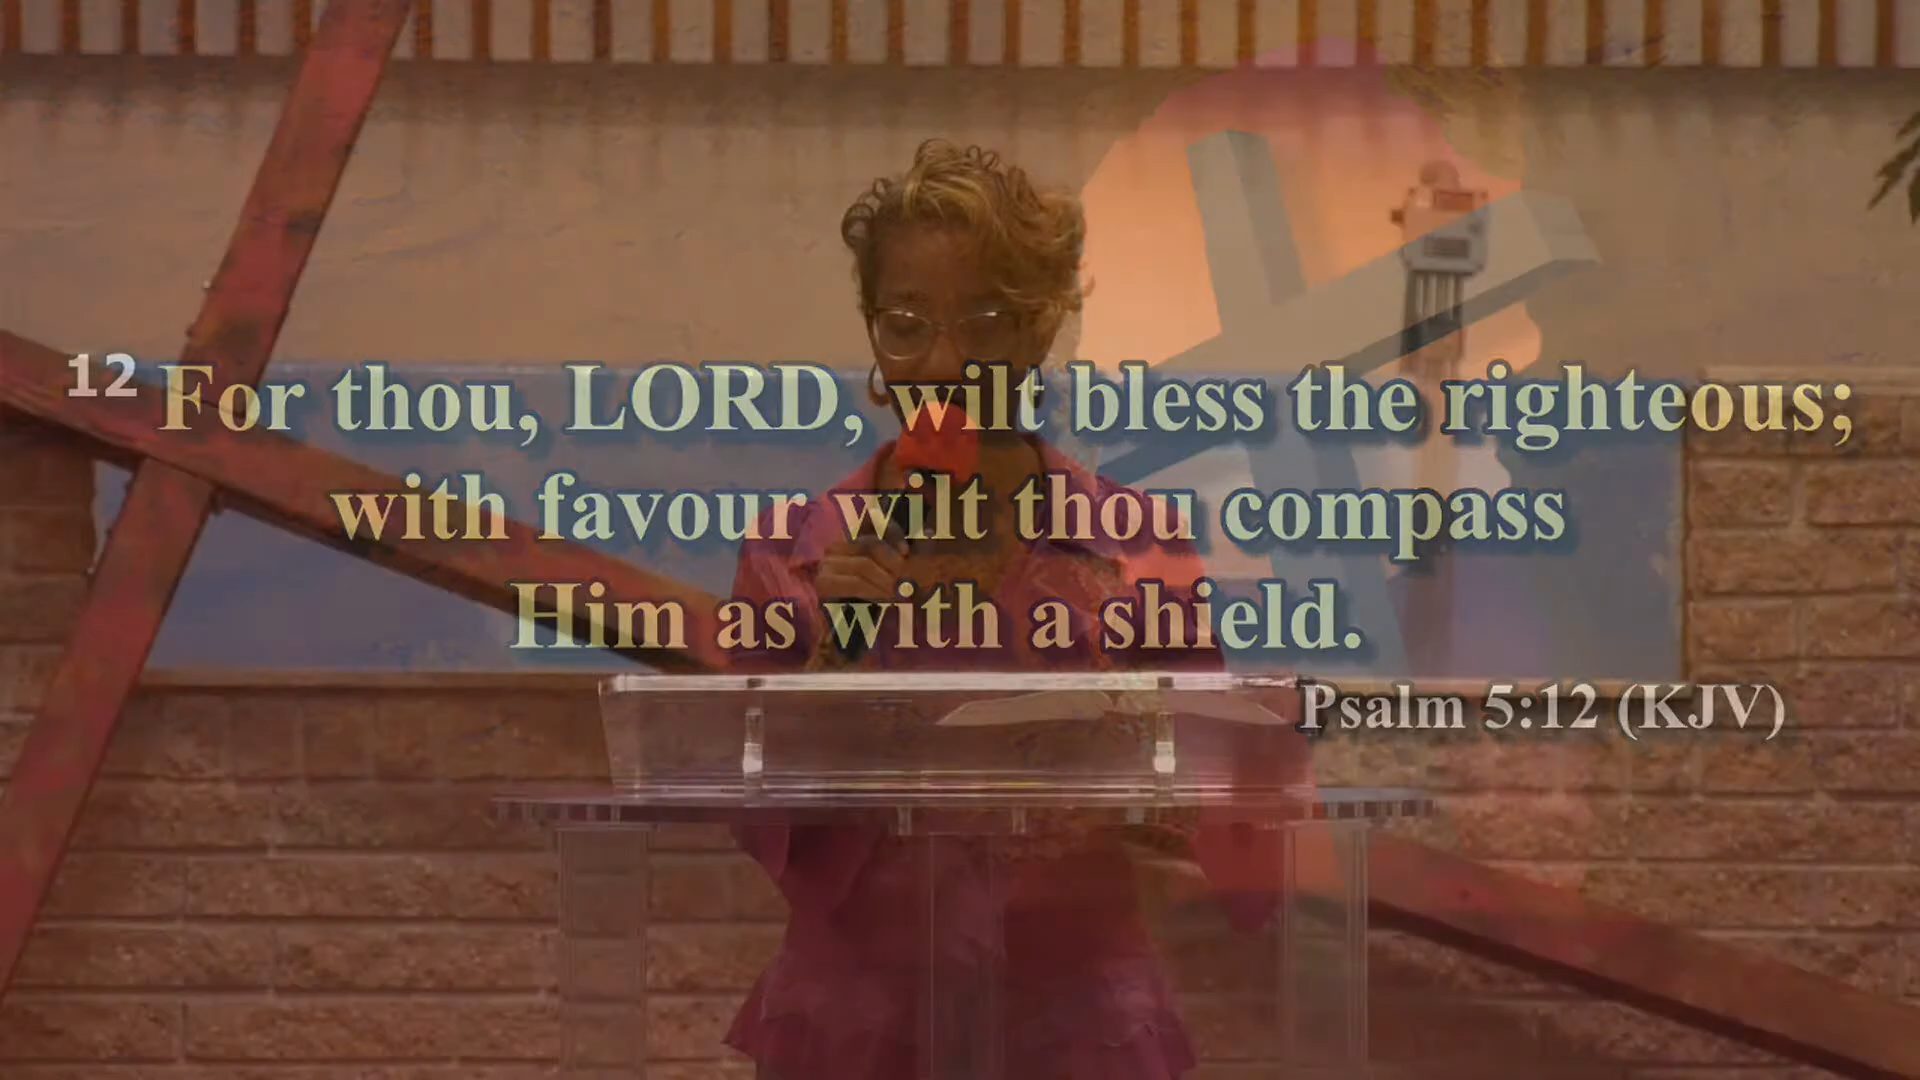 12 For thou, LORD, wilt bless the righteous;
with favour wilt thou compass
Him as with a shield.
Psalm 5:12 (KJV)